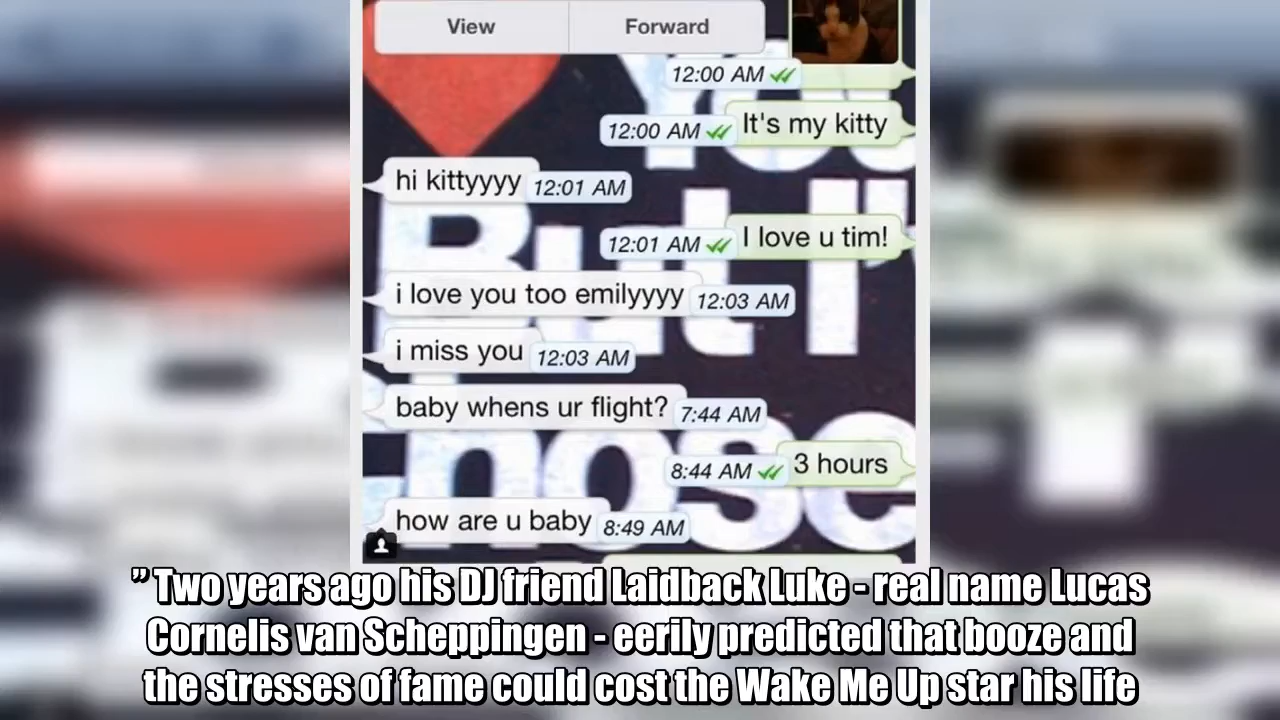 View Forward
12:00 AM
12:00 AM It's my kitty
hi kittyyyy 12:01 AM
12:01 AM I love u tim!
i love you too emilyyyy 12:03 AM
i miss you 12:03 AM
baby whens ur flight? 7:44 AM
8:44 AM 3 hours
how are u baby 8:49 AM
” Two years ago his DJ friend Laidback Luke - real name Lucas
Cornelis van Scheppingen - eerily predicted that booze and
the stresses of fame could cost the Wake Me Up star his life